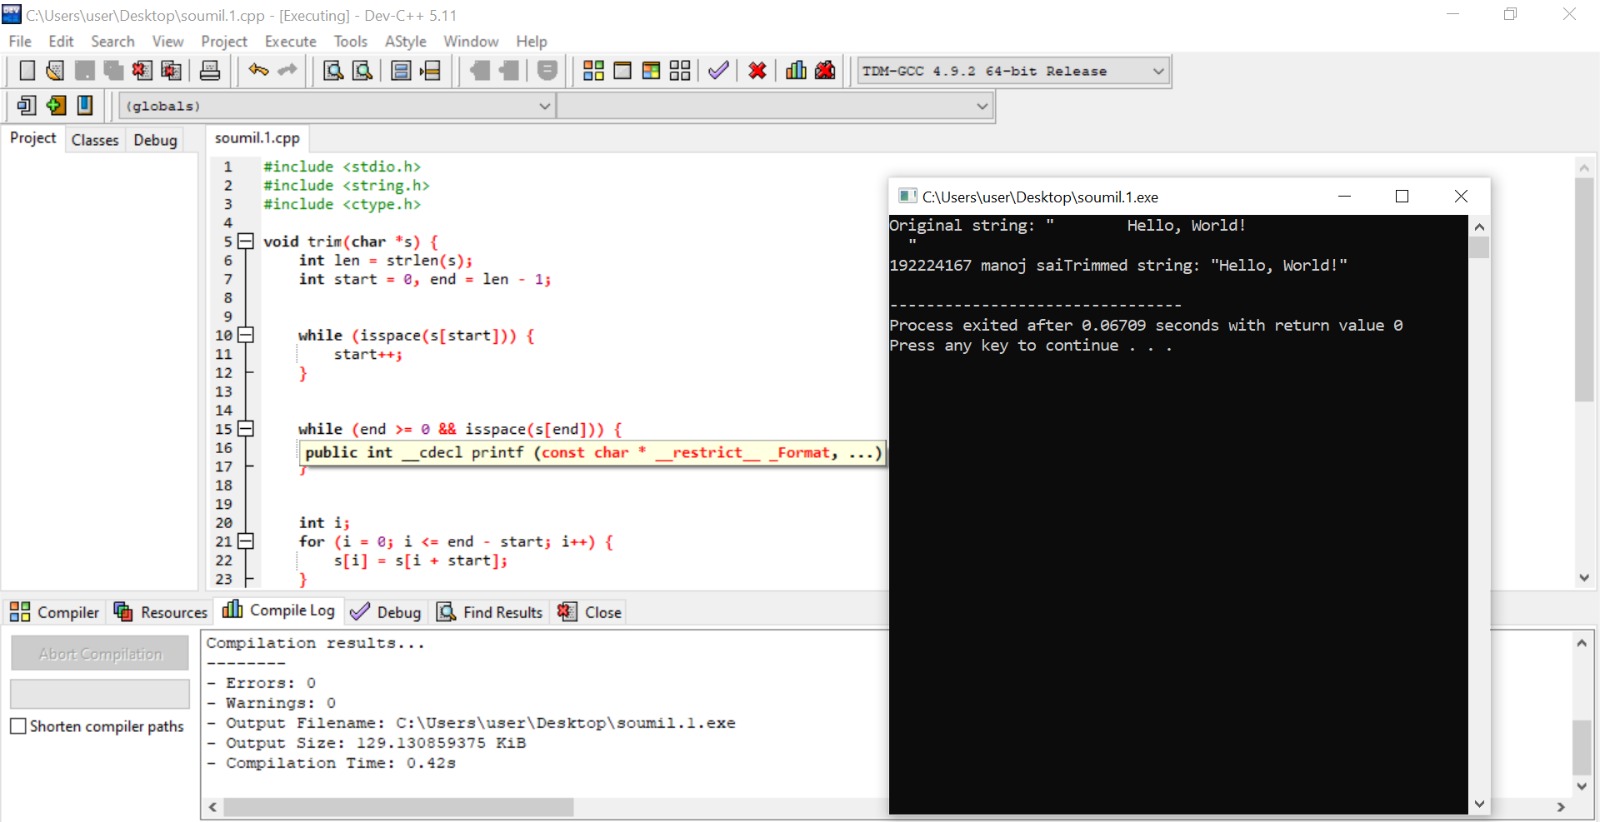 C:\Users\user\Desktop\soumil.1.cpp - [Executing] - Dev-C++ 5.11
File Edit Search View Project Execute Tools AStyle Window Help
TDM-GCC 4.9.2 64-bit Release
(globals)
Project Classes Debug
soumil.1.cpp
1 #include <stdio.h>
2 #include <string.h>
3 #include <ctype.h>
4
5 void trim(char *s) {
6 int len = strlen(s);
7 int start = 0, end = len - 1;
8
9
10 while (isspace(s[start])) {
11 start++;
12 }
13
14
15 while (end >= 0 && isspace(s[end])) {
16 public int __cdecl printf (const char * __restrict__ _Format, ...)
17 }
18
19
20 int i;
21 for (i = 0; i <= end - start; i++) {
22 s[i] = s[i + start];
23 }
C:\Users\user\Desktop\soumil.1.exe
Original string: "        Hello, World!
  "
192224167 manoj saiTrimmed string: "Hello, World!"
--------------------------------
Process exited after 0.06709 seconds with return value 0
Press any key to continue . . .
Compiler Resources Compile Log Debug Find Results Close
Abort Compilation
Shorten compiler paths
Compilation results...
--------
- Errors: 0
- Warnings: 0
- Output Filename: C:\Users\user\Desktop\soumil.1.exe
- Output Size: 129.130859375 KiB
- Compilation Time: 0.42s